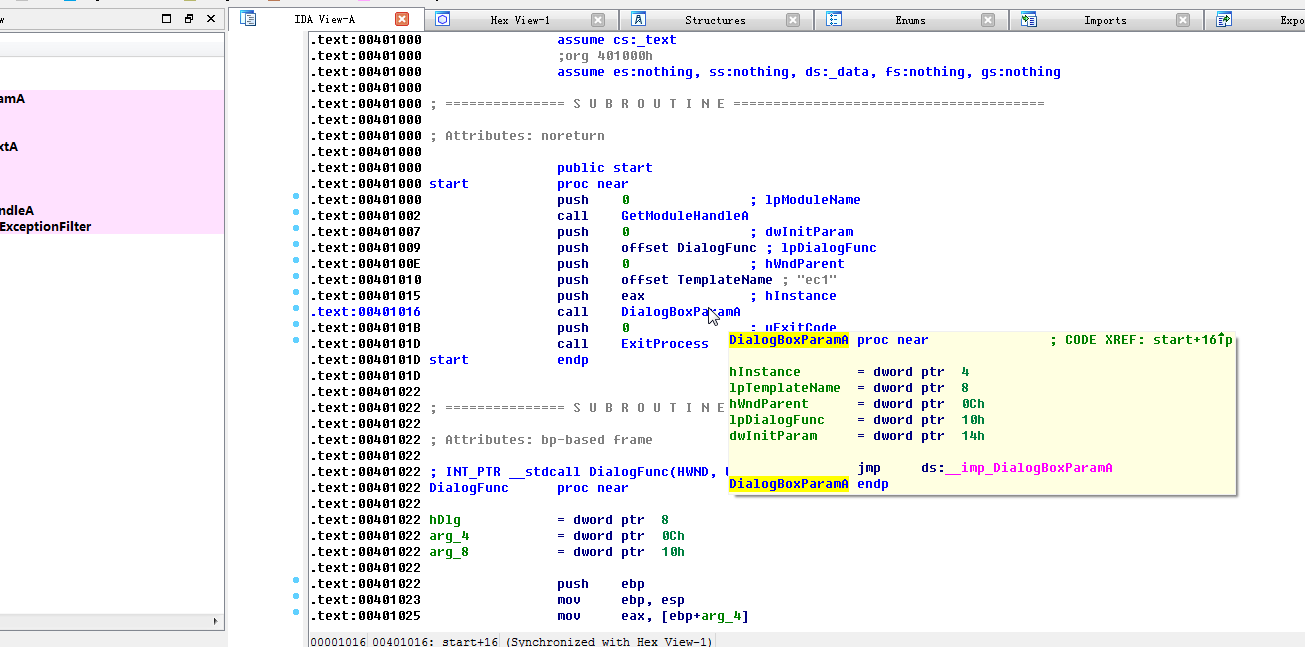 w
IDA View-A Hex View-1 Structures Enums Imports Expo
amA
xtA
ndleA
ExceptionFilter
.text:00401000 assume cs:_text
.text:00401000 ;org 401000h
.text:00401000 assume es:nothing, ss:nothing, ds:_data, fs:nothing, gs:nothing
.text:00401000
.text:00401000 ; =============== S U B R O U T I N E =======================================
.text:00401000
.text:00401000 ; Attributes: noreturn
.text:00401000
.text:00401000 public start
.text:00401000 start proc near
.text:00401000 push 0 ; lpModuleName
.text:00401002 call GetModuleHandleA
.text:00401007 push 0 ; dwInitParam
.text:00401009 push offset DialogFunc ; lpDialogFunc
.text:0040100E push 0 ; hWndParent
.text:00401010 push offset TemplateName ; "ec1"
.text:00401015 push eax ; hInstance
.text:00401016 call DialogBoxParamA
.text:0040101B push 0 ; uExitCode
.text:0040101D call ExitProcess
.text:0040101D start endp
.text:0040101D
.text:00401022
.text:00401022 ; =============== S U B R O U T I N E
.text:00401022
.text:00401022 ; Attributes: bp-based frame
.text:00401022
.text:00401022 ; INT_PTR __stdcall DialogFunc(HWND,
.text:00401022 DialogFunc proc near
.text:00401022
.text:00401022 hDlg = dword ptr 8
.text:00401022 arg_4 = dword ptr 0Ch
.text:00401022 arg_8 = dword ptr 10h
.text:00401022
.text:00401022 push ebp
.text:00401023 mov ebp, esp
.text:00401025 mov eax, [ebp+arg_4]
DialogBoxParamA proc near ; CODE XREF: start+16↑p
hInstance = dword ptr 4
lpTemplateName = dword ptr 8
hWndParent = dword ptr 0Ch
lpDialogFunc = dword ptr 10h
dwInitParam = dword ptr 14h
jmp ds:__imp_DialogBoxParamA
DialogBoxParamA endp
00001016 00401016: start+16 (Synchronized with Hex View-1)